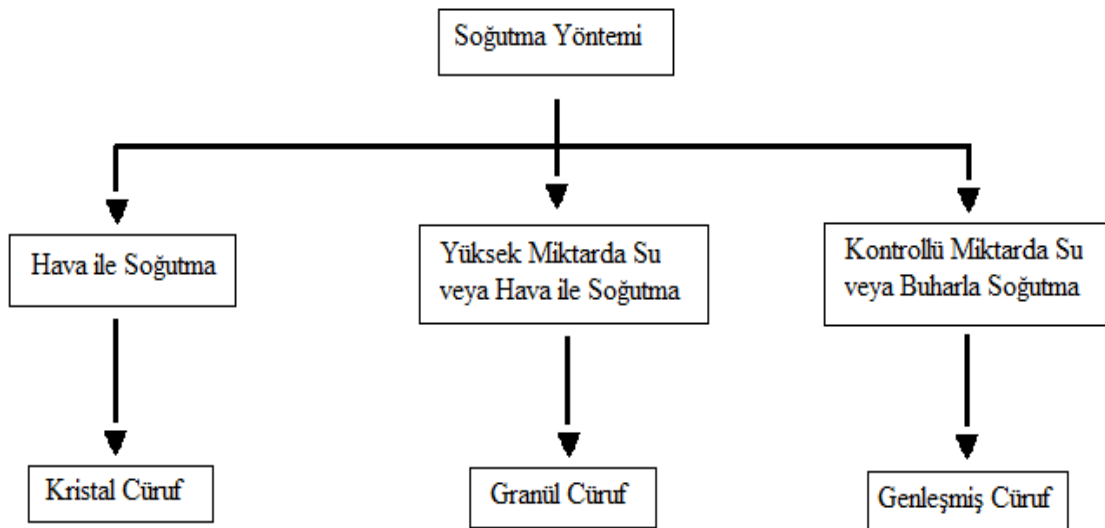 Soğutma Yöntemi
Hava ile Soğutma
Yüksek Miktarda Su
veya Hava ile Soğutma
Kontrollü Miktarda Su
veya Buharla Soğutma
Kristal Cüruf
Granül Cüruf
Genleşmiş Cüruf